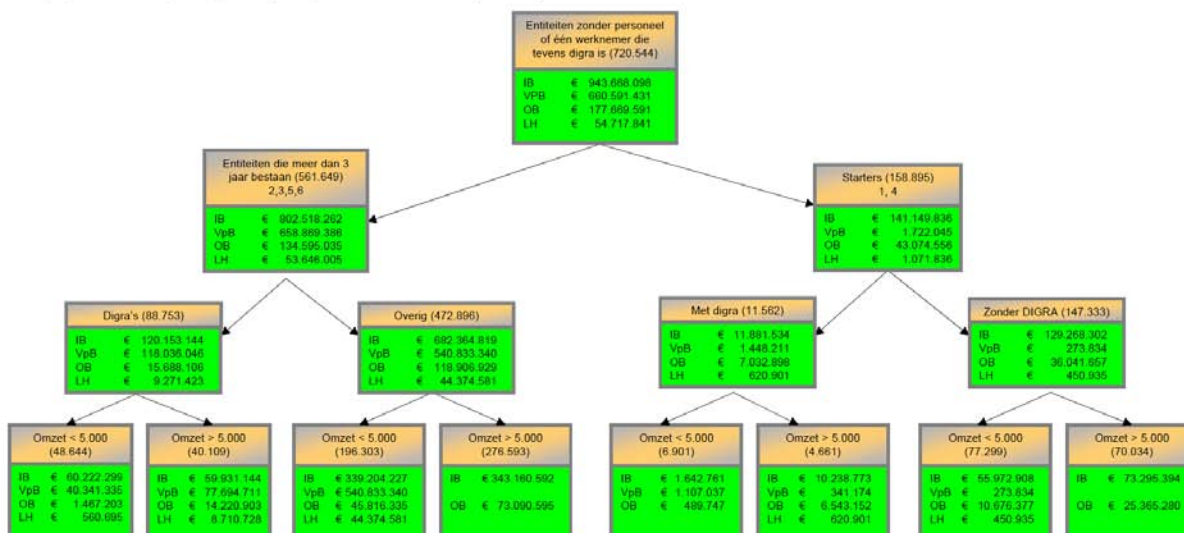 Entiteiten zonder personeel
of één werknemer die
tevens digra is (720.544)
IB € 943.668.098
VPB € 660.591.431
OB € 177.669.591
LH € 54.717.841
Entiteiten die meer dan 3
jaar bestaan (561.649)
2,3,5,6
IB € 802.518.262
VpB € 658.869.386
OB € 134.595.035
LH € 53.646.005
Starters (158.895)
1, 4
IB € 141.149.836
VpB € 1.722.045
OB € 43.074.556
LH € 1.071.836
Digra's (88.753)
IB € 120.153.144
VpB € 118.036.046
OB € 15.688.106
LH € 9.271.423
Overig (472.896)
IB € 682.364.819
VpB € 540.833.340
OB € 118.906.929
LH € 44.374.581
Met digra (11.562)
IB € 11.881.534
VpB € 1.448.211
OB € 7.032.898
LH € 620.901
Zonder DIGRA (147.333)
IB € 129.268.302
VpB € 273.834
OB € 36.041.657
LH € 450.935
Omzet < 5.000
(48.644)
IB € 60.222.299
VpB € 40.341.335
OB € 1.467.203
LH € 560.695
Omzet > 5.000
(40.109)
IB € 59.931.144
VpB € 77.694.711
OB € 14.220.903
LH € 8.710.728
Omzet < 5.000
(196.303)
IB € 339.204.227
VpB € 540.833.340
OB € 45.816.335
LH € 44.374.581
Omzet > 5.000
(276.593)
IB € 343.160.592
OB € 73.090.595
Omzet < 5.000
(6.901)
IB € 1.642.761
VpB € 1.107.037
OB € 489.747
Omzet > 5.000
(4.661)
IB € 10.238.773
VpB € 341.174
OB € 6.543.152
LH € 620.901
Omzet < 5.000
(77.299)
IB € 55.972.908
VpB € 273.834
OB € 10.676.377
LH € 450.935
Omzet > 5.000
(70.034)
IB € 73.295.394
OB € 25.365.280